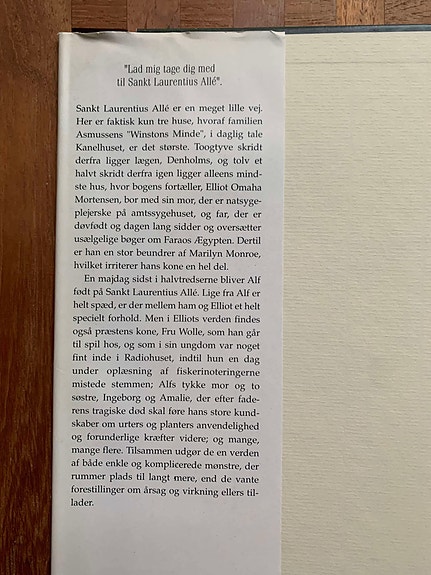 "Lad mig tage dig med
til Sankt Laurentius Allé".
Sankt Laurentius Allé er en meget lille vej.
Her er faktisk kun tre huse, hvoraf familien
Asmussens "Winstons Minde", i daglig tale
Kanelhuset, er det største. Toogtyve skridt
derfra ligger lægen, Denholms, og tolv et
halvt skridt derfra igen ligger alleens mind-
ste hus, hvor bogens fortæller, Elliot Omaha
Mortensen, bor med sin mor, der er natsyge-
plejerske på amtssygehuset, og far, der er
døvfødt og dagen lang sidder og oversætter
usælgelige bøger om Faraos Ægypten. Dertil
er han en stor beundrer af Marilyn Monroe,
hvilket irriterer hans kone en hel del.
En majdag sidst i halvtredserne bliver Alf
født på Sankt Laurentius Allé. Lige fra Alf er
helt spæd, er der mellem ham og Elliot et helt
specielt forhold. Men i Elliots verden findes
også præstens kone, Fru Wolle, som han går
til spil hos, og som i sin ungdom var noget
fint inde i Radiohuset, indtil hun en dag
under oplæsning af fiskerinoteringerne
mistede stemmen; Alfs tykke mor og to
søstre, Ingeborg og Amalie, der efter fade-
rens tragiske død skal føre hans store kund-
skaber om urters og planters anvendelighed
og forunderlige kræfter videre; og mange,
mange flere. Tilsammen udgør de en verden
af både enkle og komplicerede mønstre, der
rummer plads til langt mere, end de vante
forestillinger om årsag og virkning ellers til-
lader.